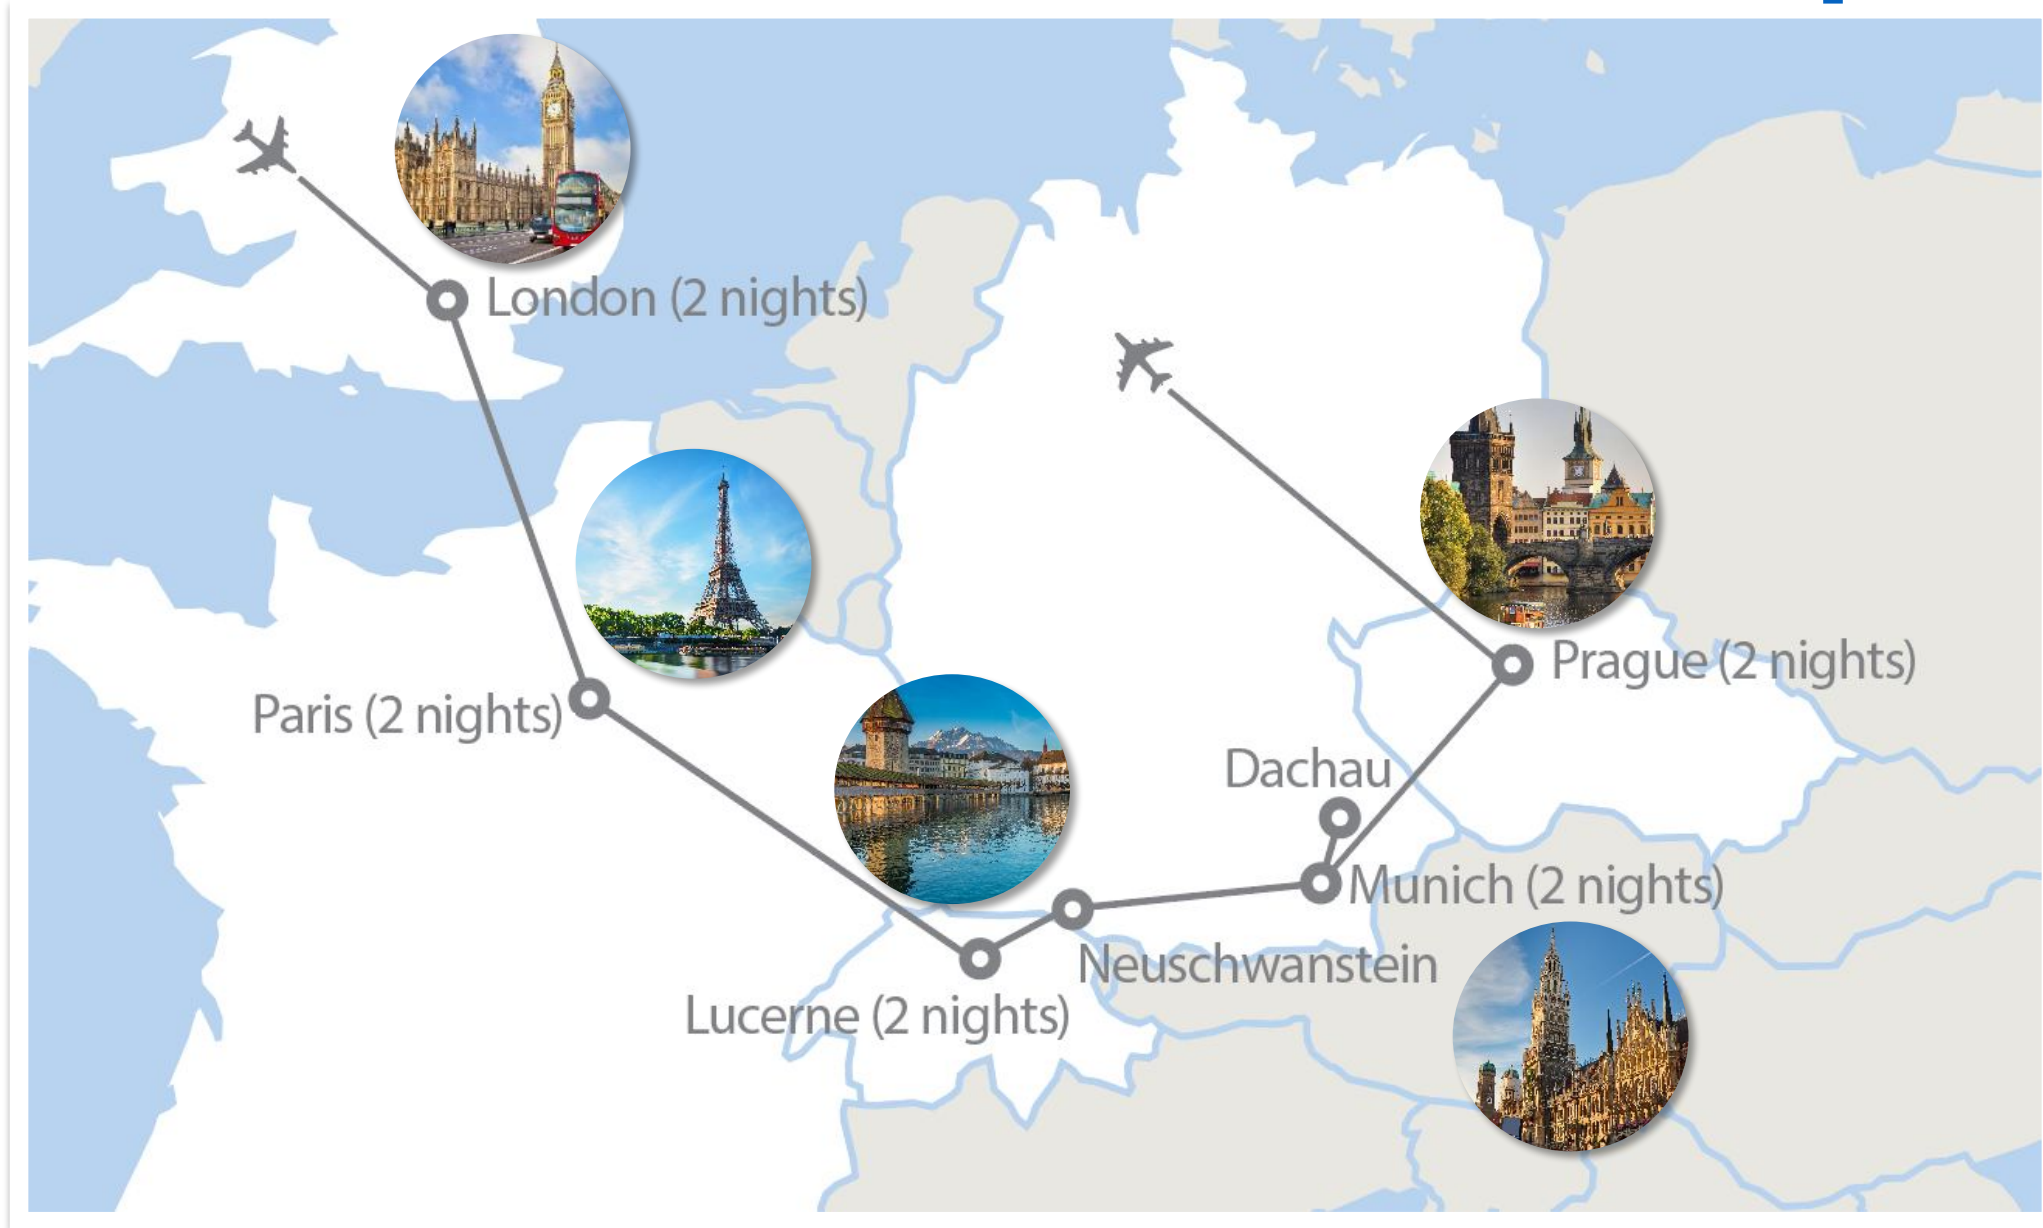 London (2 nights)
Paris (2 nights)
Prague (2 nights)
Dachau
Munich (2 nights)
Neuschwanstein
Lucerne (2 nights)